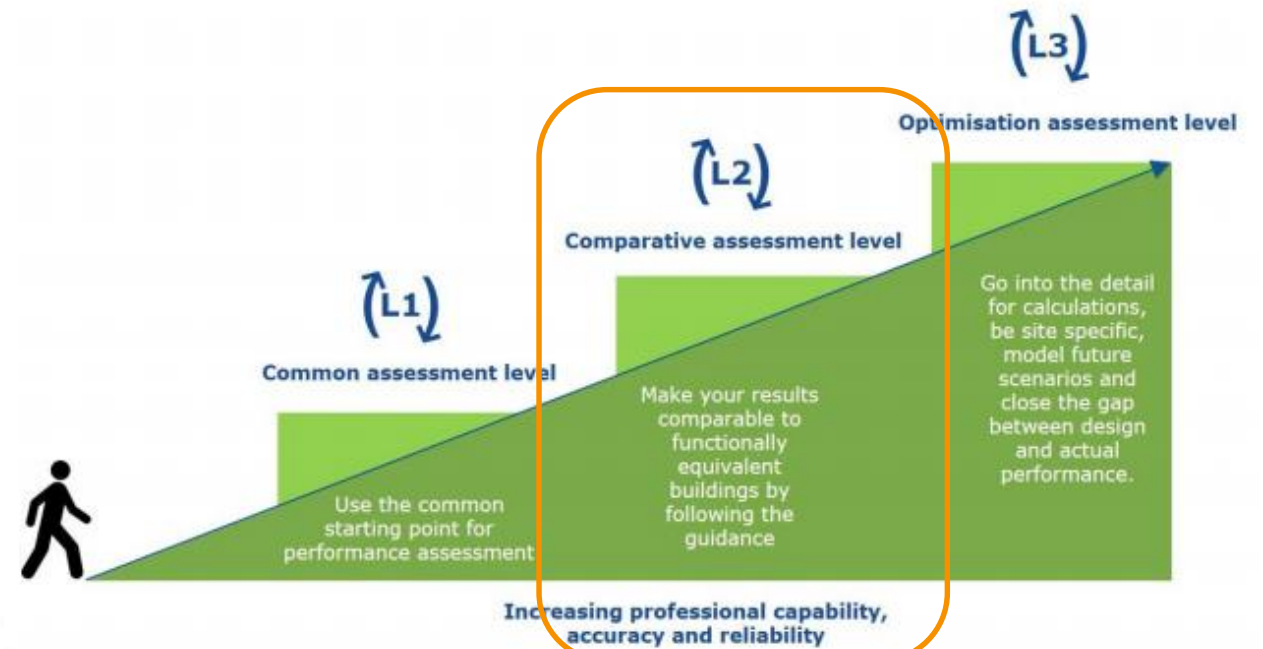 L1
Common assessment level
Use the common
starting point for
performance assessment
L2
Comparative assessment level
Make your results
comparable to
functionally
equivalent
buildings by
following the
guidance
L3
Optimisation assessment level
Go into the detail
for calculations,
be site specific,
model future
scenarios and
close the gap
between design
and actual
performance.
Increasing professional capability,
accuracy and reliability